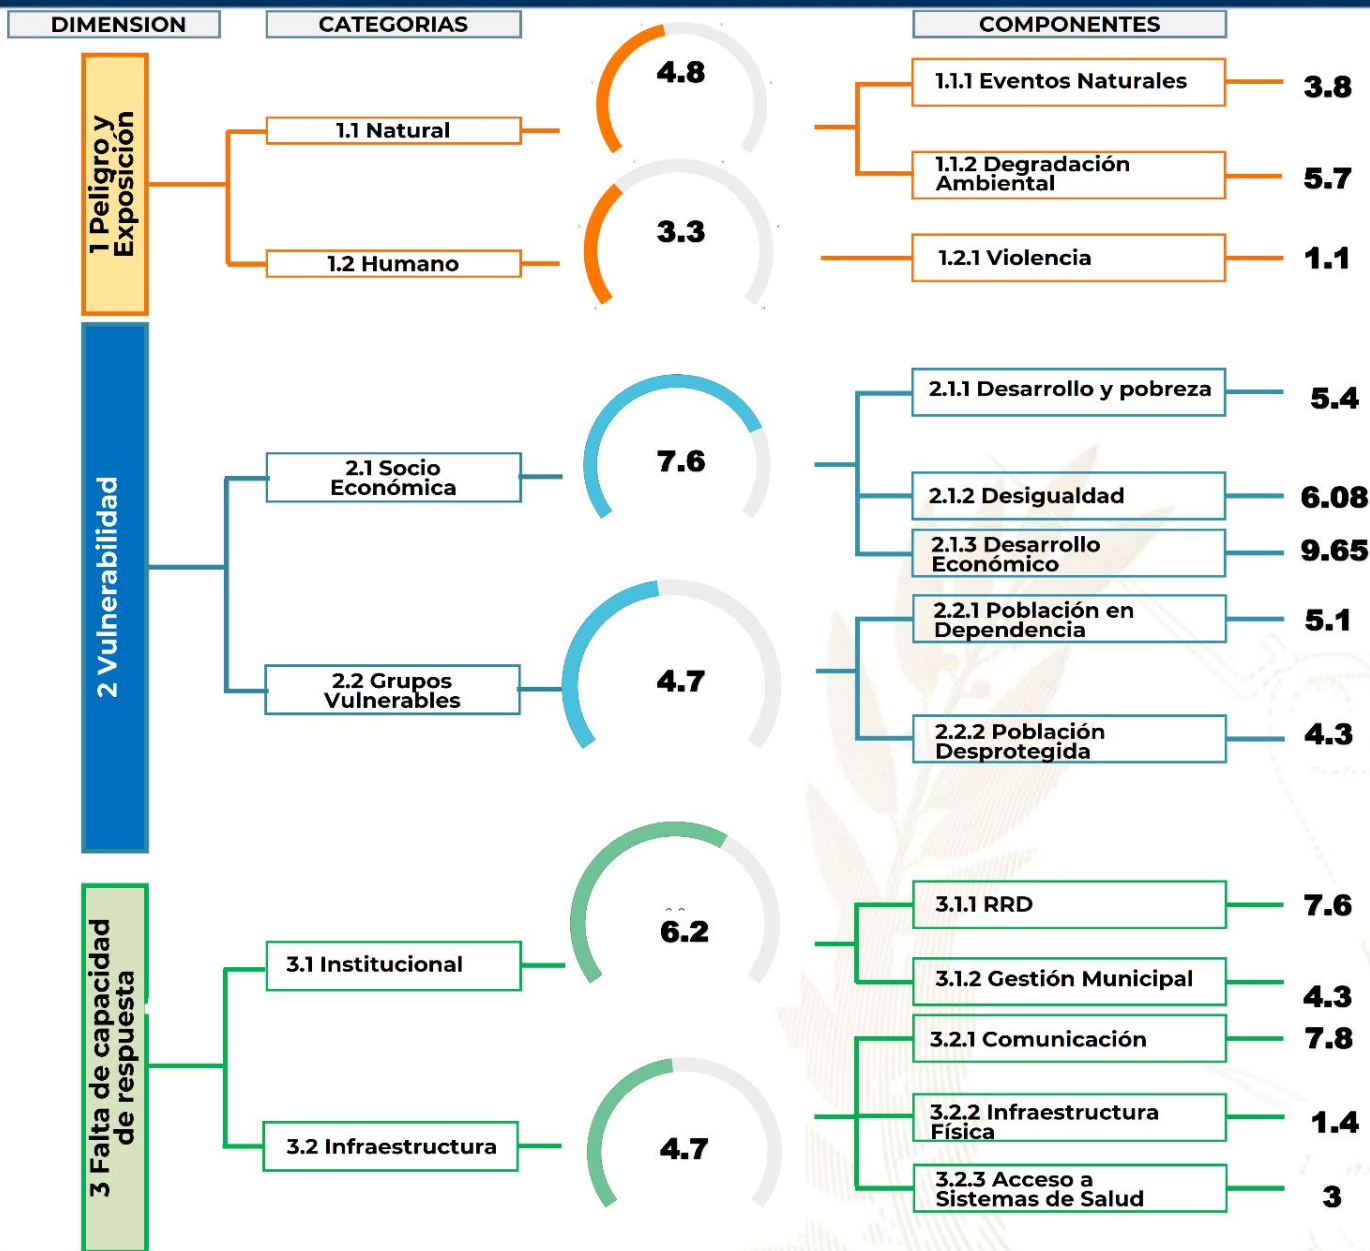 DIMENSION
CATEGORIAS
COMPONENTES
1 Peligro y
Exposición
1.1 Natural
4.8
1.1.1 Eventos Naturales
3.8
1.1.2 Degradación
Ambiental
5.7
1.2 Humano
3.3
1.2.1 Violencia
1.1
2 Vulnerabilidad
2.1 Socio
Económica
7.6
2.1.1 Desarrollo y pobreza
5.4
2.1.2 Desigualdad
6.08
2.1.3 Desarrollo
Económico
9.65
2.2 Grupos
Vulnerables
4.7
2.2.1 Población en
Dependencia
5.1
2.2.2 Población
Desprotegida
4.3
3 Falta de capacidad
de respuesta
3.1 Institucional
6.2
3.1.1 RRD
7.6
3.1.2 Gestión Municipal
4.3
3.2 Infraestructura
4.7
3.2.1 Comunicación
7.8
3.2.2 Infraestructura
Física
1.4
3.2.3 Acceso a
Sistemas de Salud
3